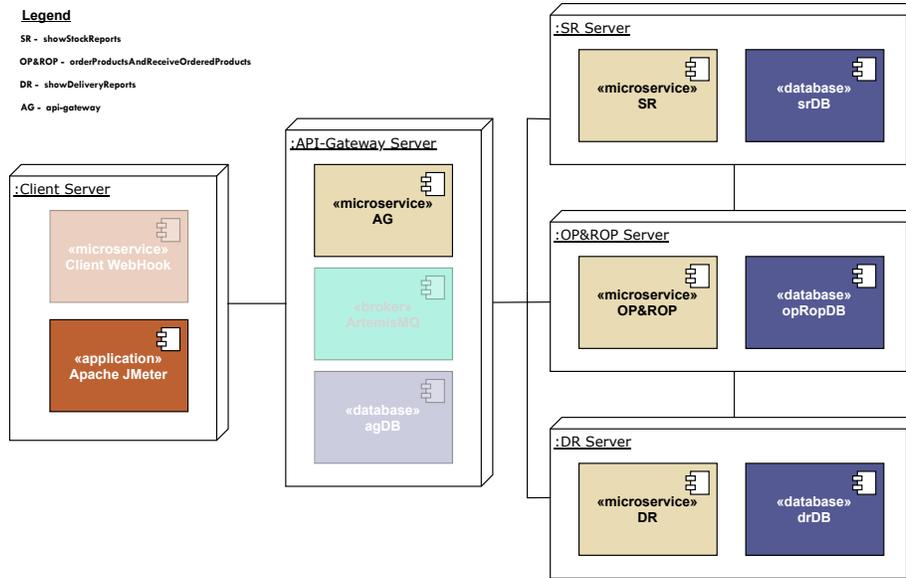 Legend
SR - showStockReports
OP&ROP - orderProductsAndReceiveOrderedProducts
DR - showDeliveryReports
AG - api-gateway
:Client Server
«microservice»
Client WebHook
«application»
Apache JMeter
:API-Gateway Server
«microservice»
AG
«broker»
ArtemisMQ
«database»
agDB
:SR Server
«microservice»
SR
«database»
srDB
:OP&ROP Server
«microservice»
OP&ROP
«database»
opRopDB
:DR Server
«microservice»
DR
«database»
drDB